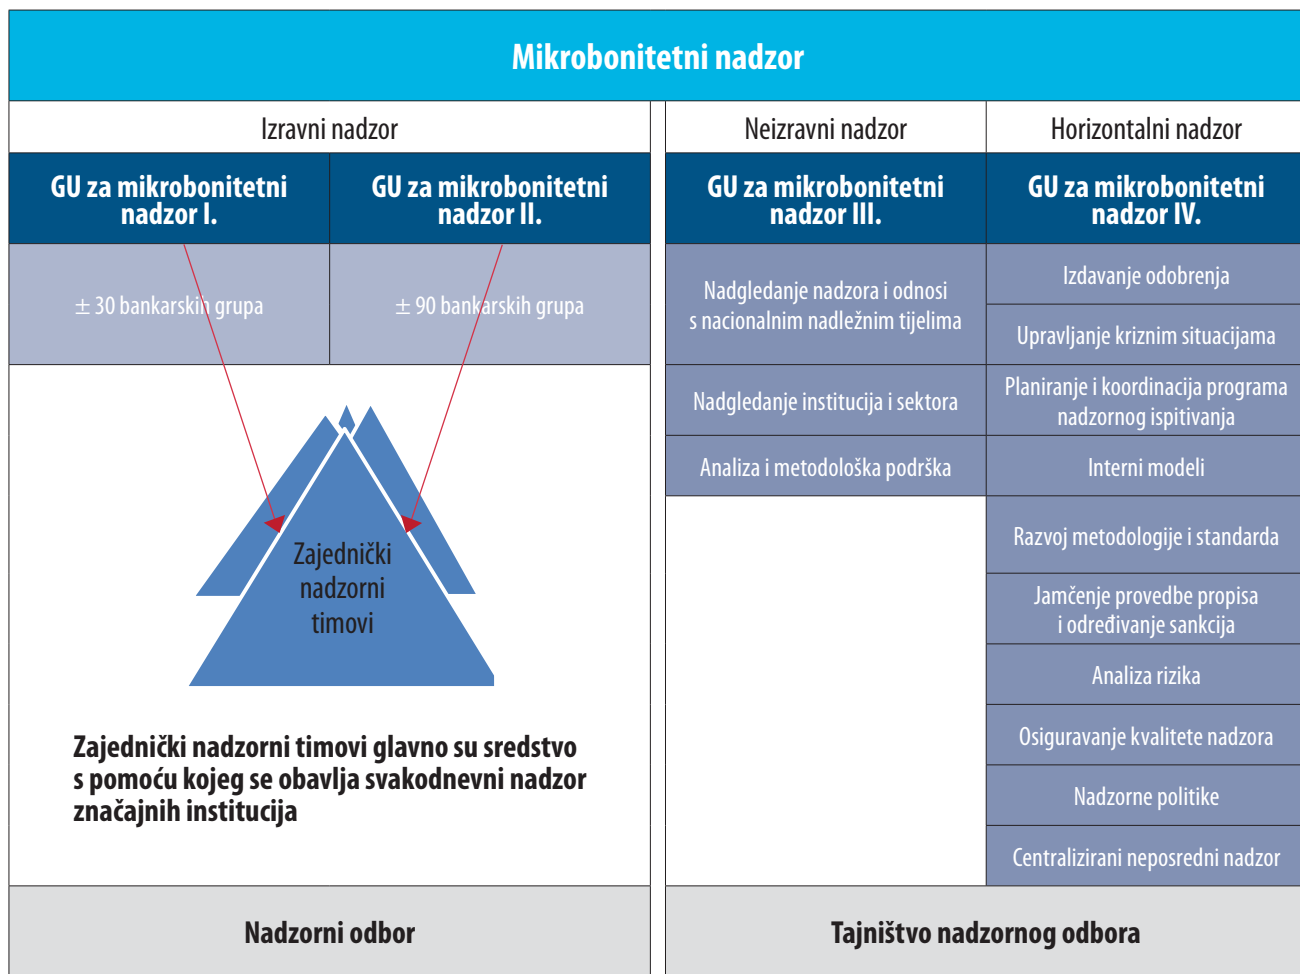 Mikrobonitetni nadzor
Izravni nadzor
Neizravni nadzor
Horizontalni nadzor
GU za mikrobonitetni
nadzor I.
GU za mikrobonitetni
nadzor II.
GU za mikrobonitetni
nadzor III.
GU za mikrobonitetni
nadzor IV.
± 30 bankarskih grupa
± 90 bankarskih grupa
Zajednički
nadzorni
timovi
Zajednički nadzorni timovi glavno su sredstvo
s pomoću kojeg se obavlja svakodnevni nadzor
značajnih institucija
Nadgledanje nadzora i odnosi
s nacionalnim nadležnim tijelima
Nadgledanje institucija i sektora
Analiza i metodološka podrška
Izdavanje odobrenja
Upravljanje kriznim situacijama
Planiranje i koordinacija programa
nadzornog ispitivanja
Interni modeli
Razvoj metodologije i standarda
Jamčenje provedbe propisa
i određivanje sankcija
Analiza rizika
Osiguravanje kvalitete nadzora
Nadzorne politike
Centralizirani neposredni nadzor
Nadzorni odbor
Tajništvo nadzornog odbora